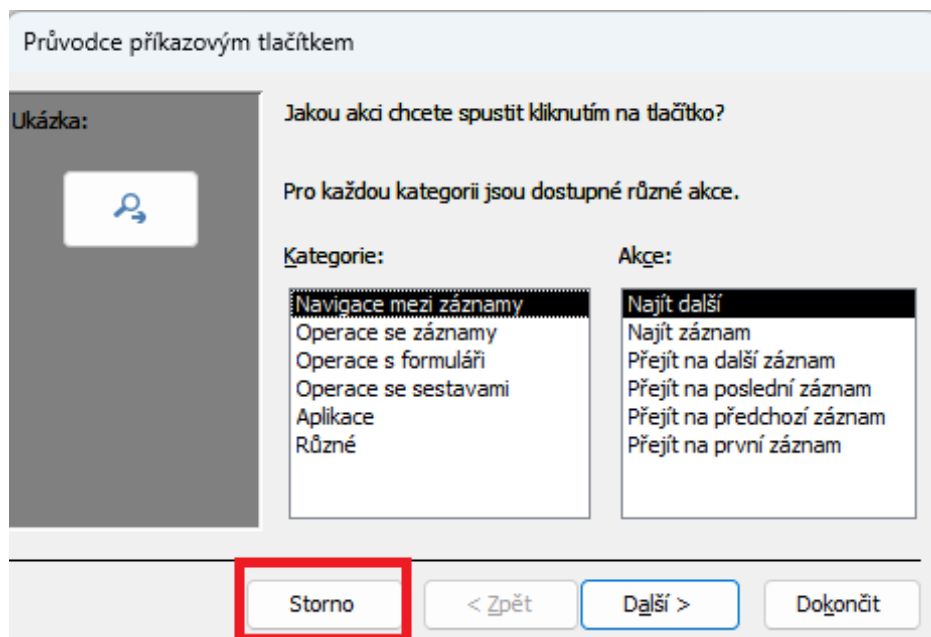 Průvodce příkazovým tlačítkem
Ukázka:
Jakou akci chcete spustit kliknutím na tlačítko?
Pro každou kategorii jsou dostupné různé akce.
Kategorie:
Navigace mezi záznamy
Operace se záznamy
Operace s formuláři
Operace se sestavami
Aplikace
Různé
Akce:
Najít další
Najít záznam
Přejít na další záznam
Přejít na poslední záznam
Přejít na předchozí záznam
Přejít na první záznam
Storno
< Zpět
Další >
Dokončit